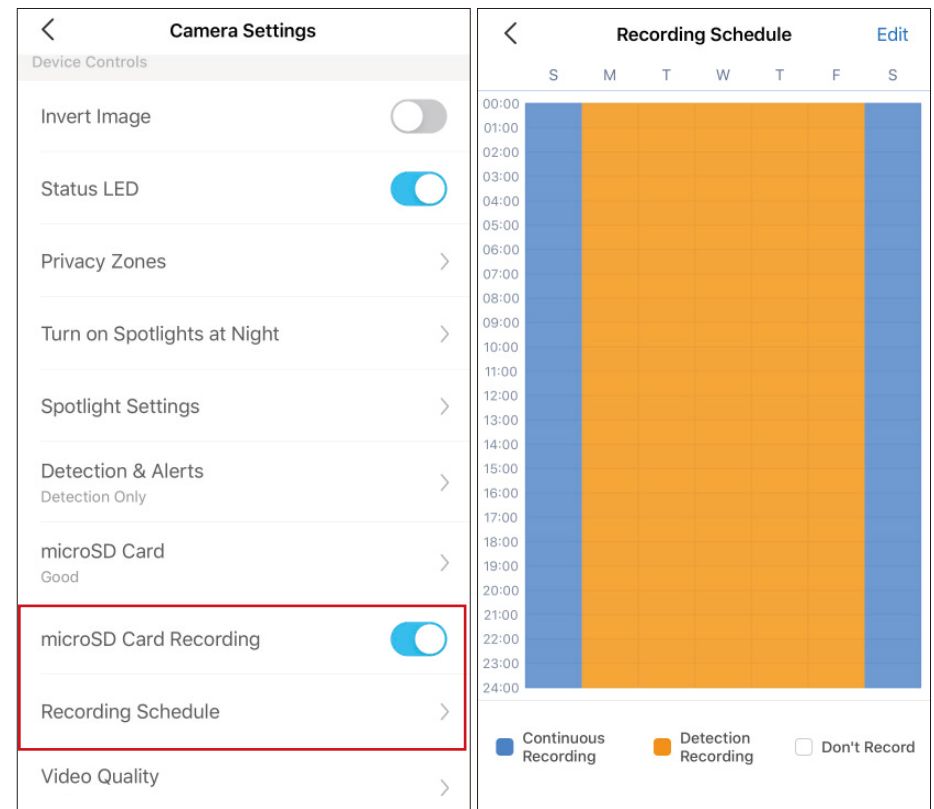 Camera Settings
Device Controls
Invert Image
Status LED
Privacy Zones
Turn on Spotlights at Night
Spotlight Settings
Detection & Alerts
Detection Only
microSD Card
Good
microSD Card Recording
Recording Schedule
Video Quality
Recording Schedule
Edit
S M T W T F S
00:00
01:00
02:00
03:00
04:00
05:00
06:00
07:00
08:00
09:00
10:00
11:00
12:00
13:00
14:00
15:00
16:00
17:00
18:00
19:00
20:00
21:00
22:00
23:00
24:00
Continuous
Recording
Detection
Recording
Don't Record